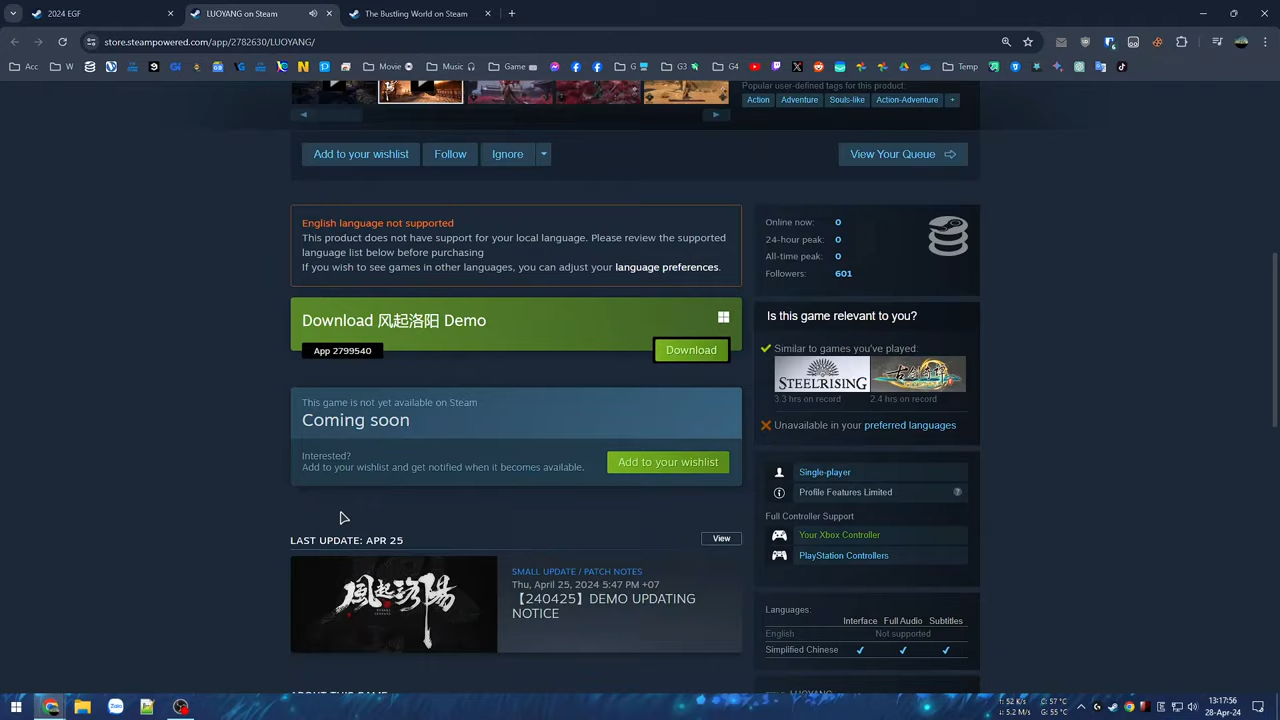 2024 EGF
LUOYANG on Steam
The Bustling World on Steam
store.steampowered.com/app/2782630/LUOYANG/
Acc
W
Movie
Music
Game
G
G3
G4
Temp
Popular user-defined tags for this product:
Action
Adventure
Souls-like
Action-Adventure
+
Add to your wishlist
Follow
Ignore
View Your Queue
English language not supported
This product does not have support for your local language. Please review the supported
language list below before purchasing
If you wish to see games in other languages, you can adjust your language preferences.
Download 风起洛阳 Demo
App 2799540
Download
This game is not yet available on Steam
Coming soon
Interested?
Add to your wishlist and get notified when it becomes available.
Add to your wishlist
LAST UPDATE: APR 25
View
風起洛陽
SMALL UPDATE / PATCH NOTES
Thu, April 25, 2024 5:47 PM +07
【240425】DEMO UPDATING
NOTICE
Online now: 0
24-hour peak: 0
All-time peak: 0
Followers: 601
Is this game relevant to you?
Similar to games you've played:
STEELRISING
3.3 hrs on record
2.4 hrs on record
Unavailable in your preferred languages
Single-player
Profile Features Limited
?
Full Controller Support
Your Xbox Controller
PlayStation Controllers
Languages:
Interface Full Audio Subtitles
English Not supported
Simplified Chinese
Zalo
13:17:56
28-Apr-24